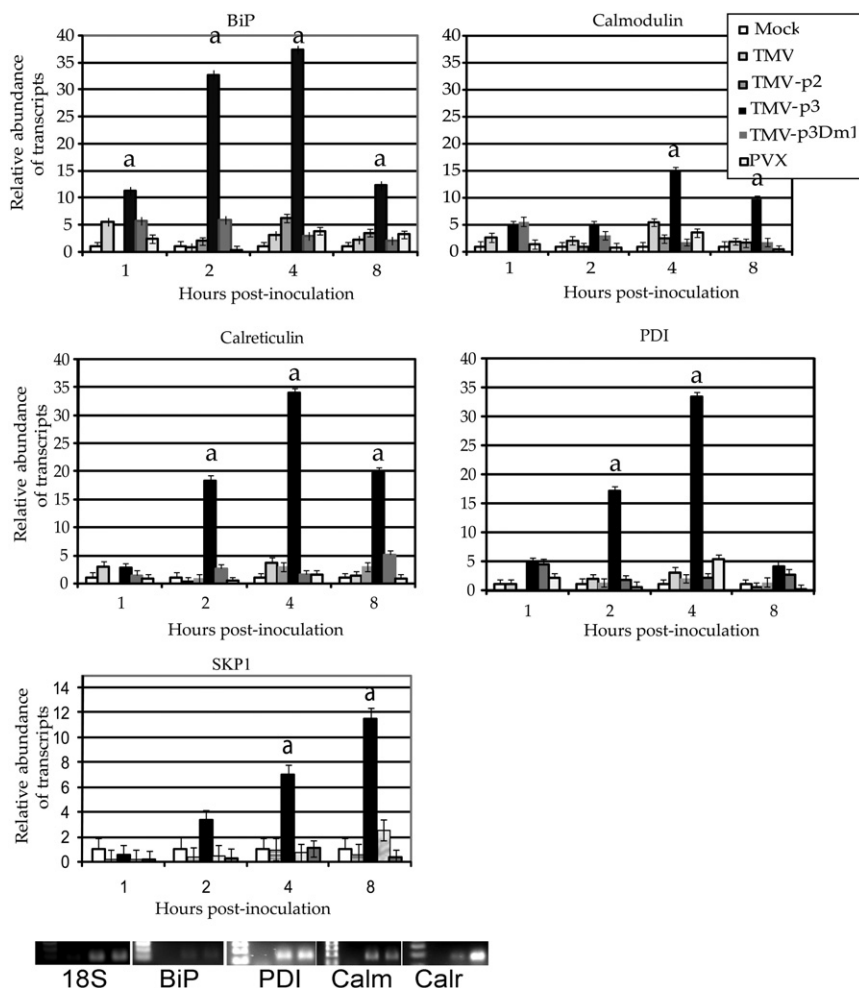 BiP
Relative abundance
of transcripts
40
35
30
25
20
15
10
5
0
a
a
a
a
1
2
4
8
Hours post-inoculation
Calmodulin
40
35
30
25
20
15
10
5
0
a
a
1
2
4
8
Hours post-inoculation
Mock
TMV
TMV-p2
TMV-p3
TMV-p3Dm1
PVX
Calreticulin
Relative abundance
of transcripts
40
35
30
25
20
15
10
5
0
a
a
a
1
2
4
8
Hours post-inoculation
PDI
40
35
30
25
20
15
10
5
0
a
a
1
2
4
8
Hours post-inoculation
SKP1
Relative abundance
of transcripts
14
12
10
8
6
4
2
0
a
a
1
2
4
8
Hours post-inoculation
18S BiP PDI Calm Calr